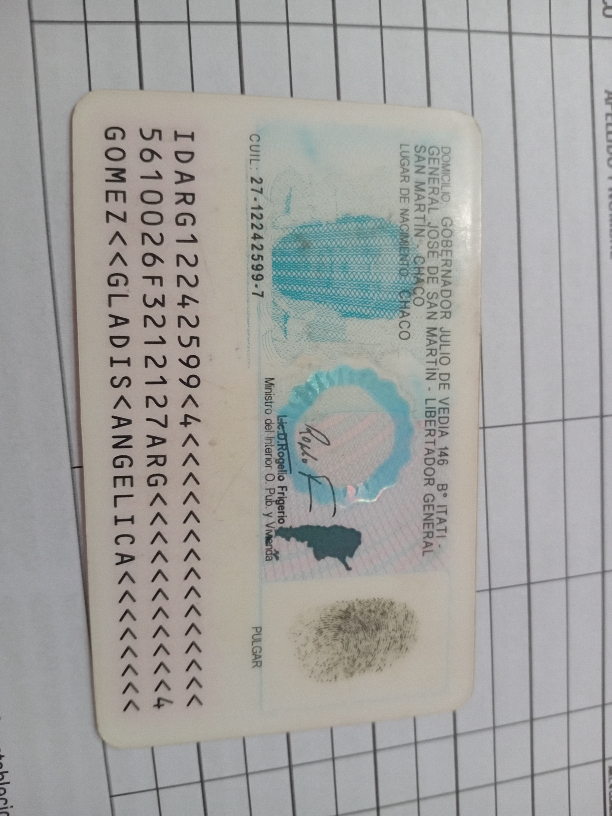 DOMICILIO: GOBERNADOR JULIO DE VEDIA 146 B° ITATI -
GENERAL JOSE DE SAN MARTÍN - LIBERTADOR GENERAL
SAN MARTIN - CHACO
LUGAR DE NACIMIENTO: CHACO
CUIL: 27-12242599-7
Lic.D.Rogelio Frigerio
Ministro del Interior O. Pub. y Vivienda
PULGAR
IDARG12242599<4<<<<<<<<<<<<<<<
5610026F3212127ARG<<<<<<<<<<<4
GOMEZ<<GLADIS<ANGELICA<<<<<<<<